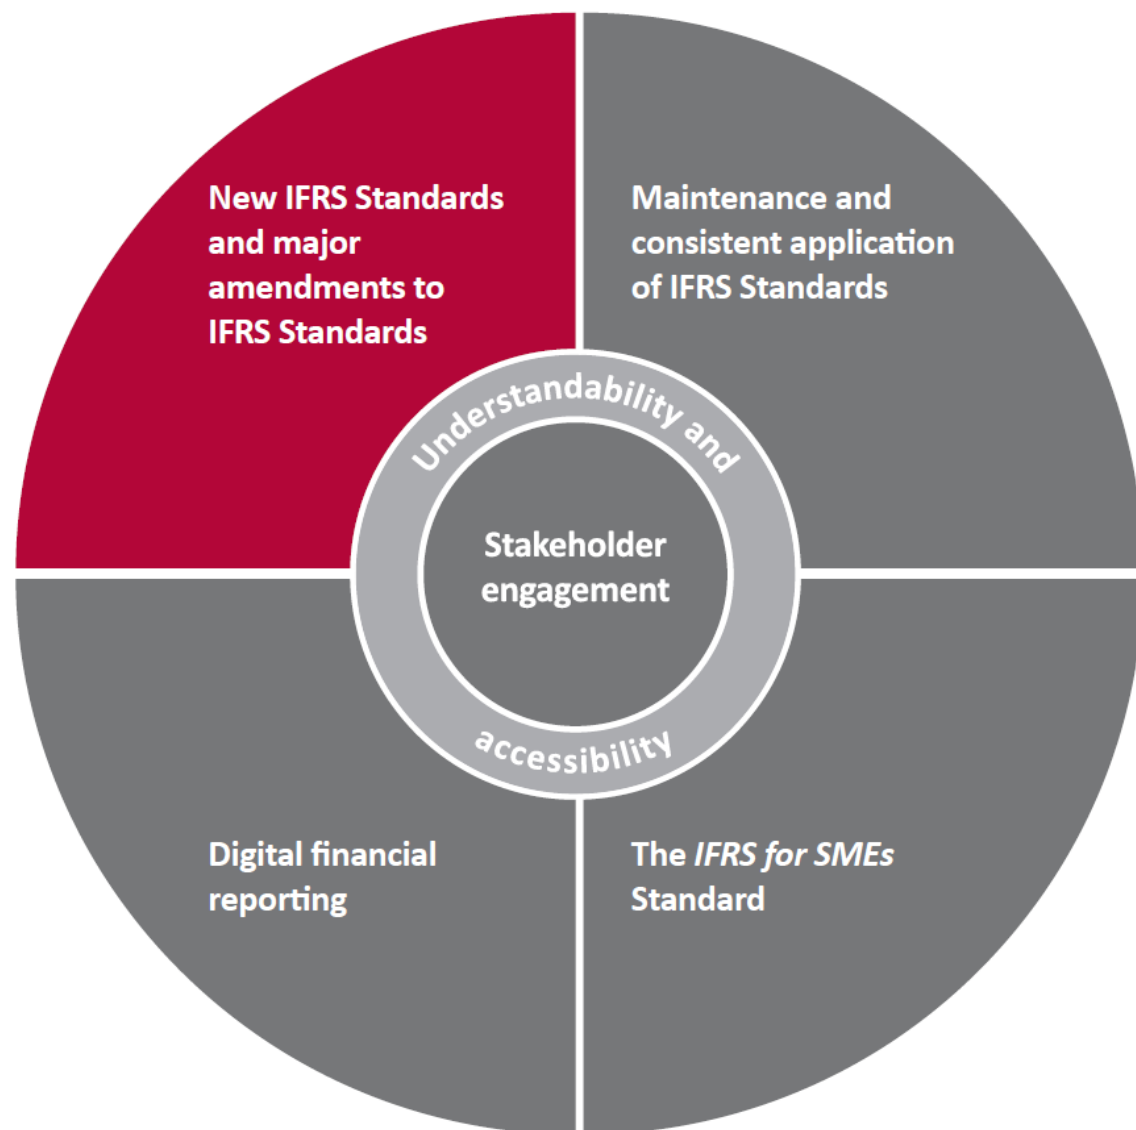 New IFRS Standards
and major
amendments to
IFRS Standards
Maintenance and
consistent application
of IFRS Standards
Understandability and
accessibility
Stakeholder
engagement
Digital financial
reporting
The IFRS for SMEs
Standard